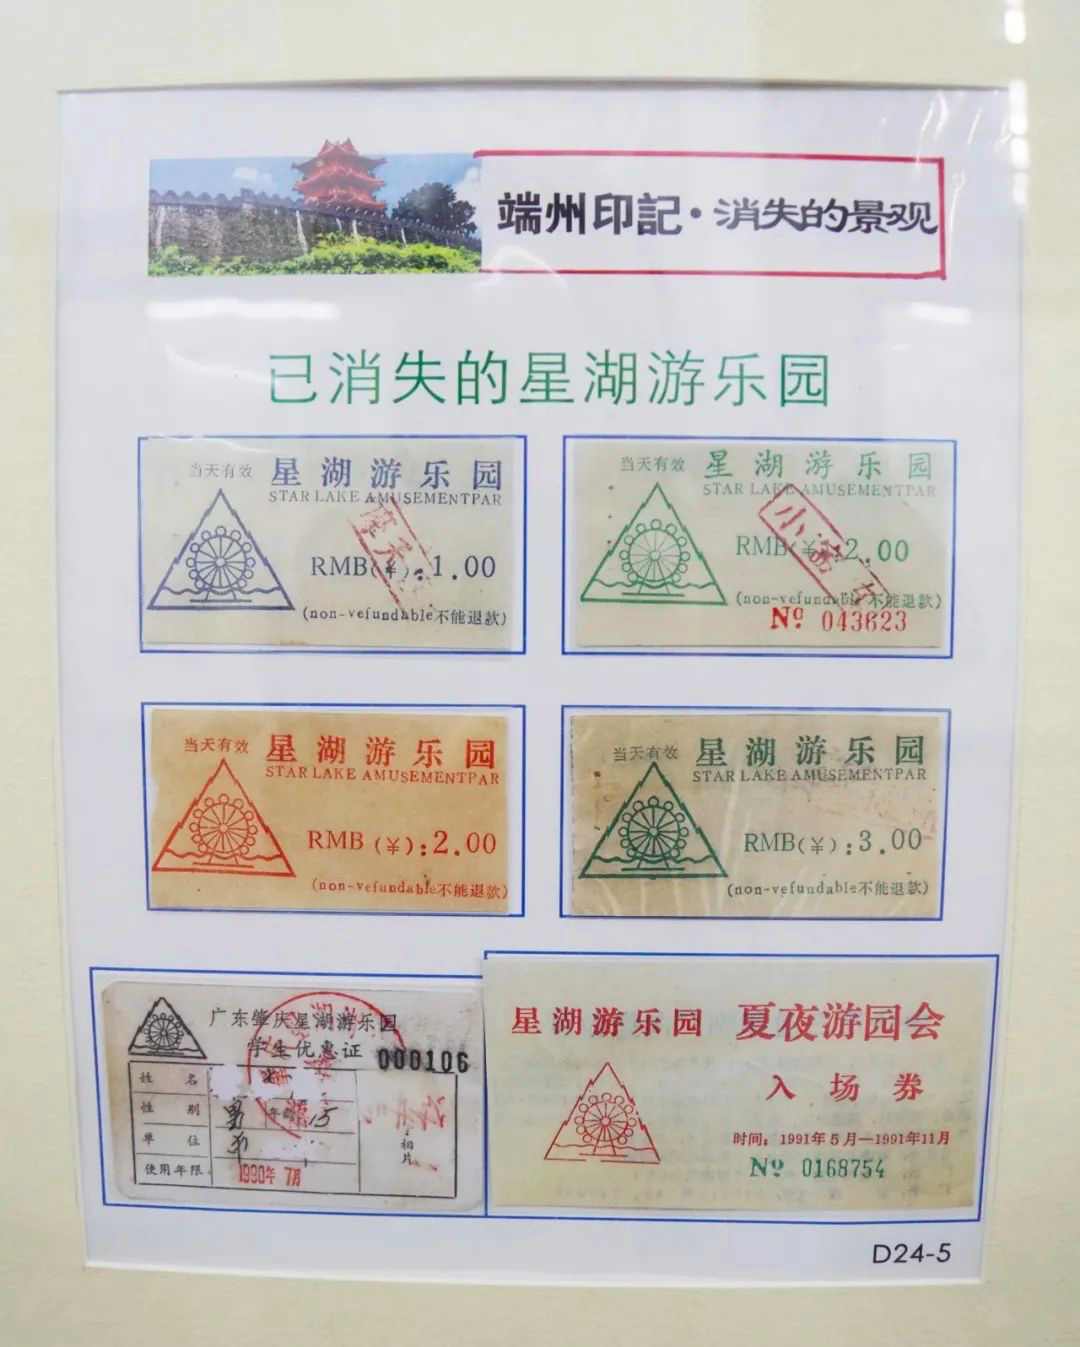 端州印記·消失的景观
已消失的星湖游乐园
当天有效
星湖游乐园
STAR LAKE AMUSEMENTPAR
RMB(¥):1.00
(non-vefundable不能退款)
当天有效
星湖游乐园
STAR LAKE AMUSEMENTPAR
小
RMB(¥):2.00
(non-vefundable不能退款)
Nº 043623
当天有效
星湖游乐园
STAR LAKE AMUSEMENTPAR
RMB(¥):2.00
(non-vefundable不能退款)
当天有效
星湖游乐园
STAR LAKE AMUSEMENTPAR
RMB(¥):3.00
(non-vefundable不能退款)
广东肇庆星湖游乐园
学生优惠证
000106
姓名
性别 男 年龄 15
单位
相片
使用年限 1990年7月
星湖游乐园 夏夜游园会
入场券
时间：1991年5月—1991年11月
Nº 0168754
D24-5